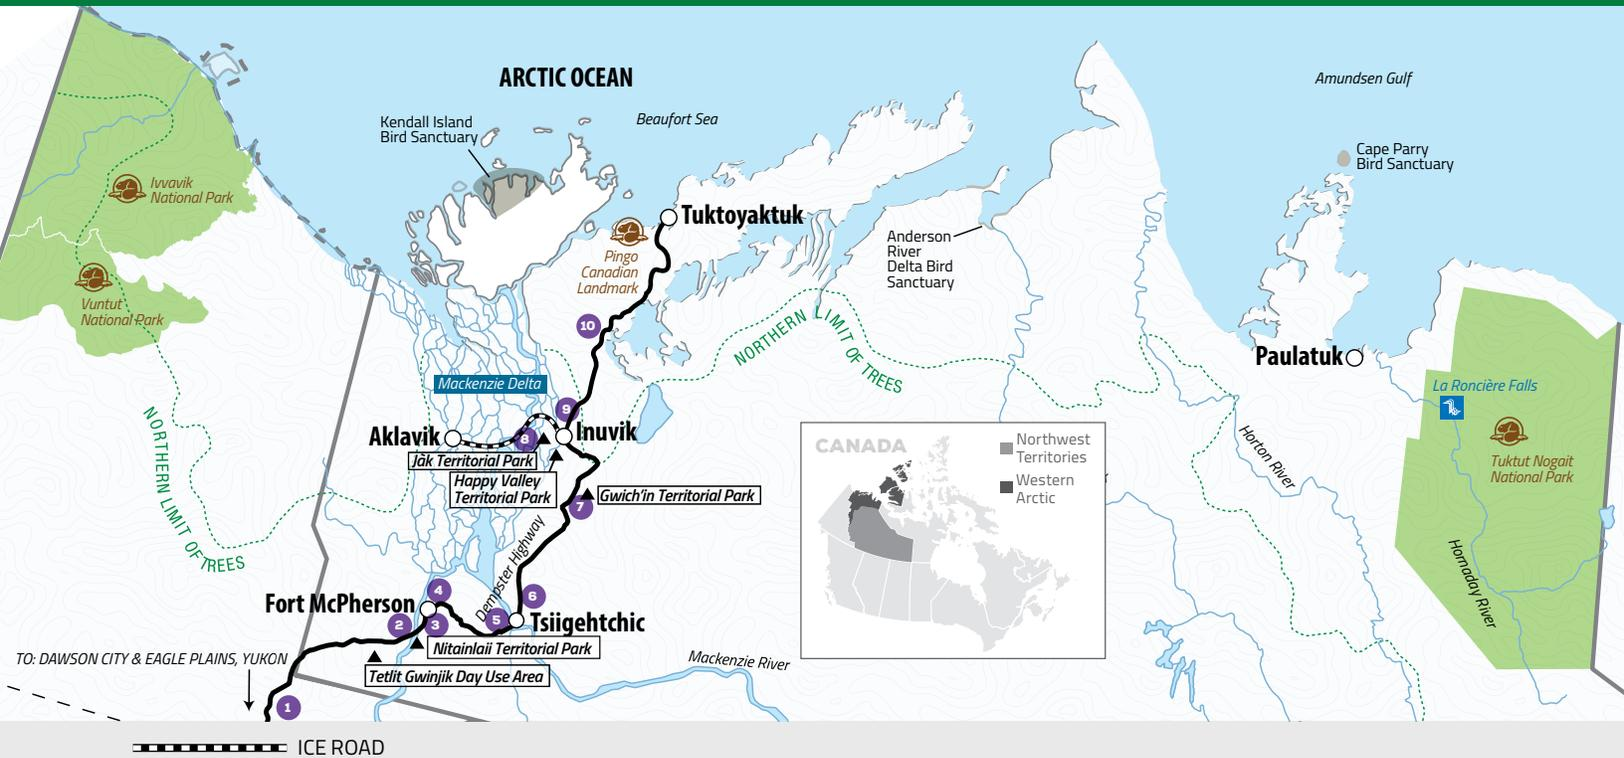 ARCTIC OCEAN
Amundsen Gulf
Kendall Island
Bird Sanctuary
Beaufort Sea
Cape Parry
Bird Sanctuary
Ivvavik
National Park
Tuktoyaktuk
Anderson
River
Delta Bird
Sanctuary
Pingo
Canadian
Landmark
Vuntut
National Park
10
NORTHERN LIMIT OF TREES
Paulatuk
Mackenzie Delta
La Roncière Falls
9
Aklavik
8
Inuvik
NORTHERN LIMIT OF TREES
Jàk Territorial Park
Happy Valley
Territorial Park
Gwich'in Territorial Park
7
CANADA
Northwest
Territories
Western
Arctic
Horton River
Tuktut Nogait
National Park
Dempster Highway
Hornaday River
4
6
Fort McPherson
2
3
5
Tsiigehtchic
Nitainlaii Territorial Park
Tetlit Gwinjik Day Use Area
Mackenzie River
TO: DAWSON CITY & EAGLE PLAINS, YUKON
1
ICE ROAD